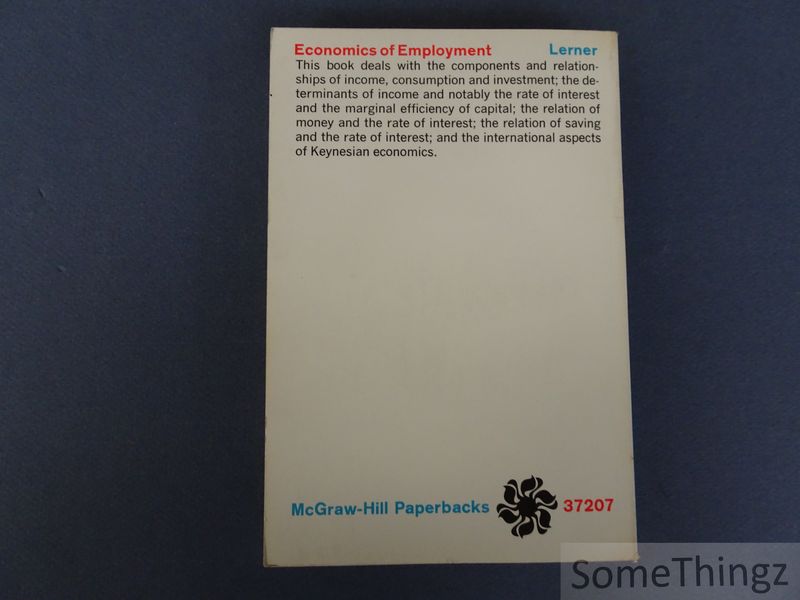 Economics of Employment Lerner
This book deals with the components and relation-
ships of income, consumption and investment; the de-
terminants of income and notably the rate of interest
and the marginal efficiency of capital; the relation of
money and the rate of interest; the relation of saving
and the rate of interest; and the international aspects
of Keynesian economics.
McGraw-Hill Paperbacks 37207
SomeThingz